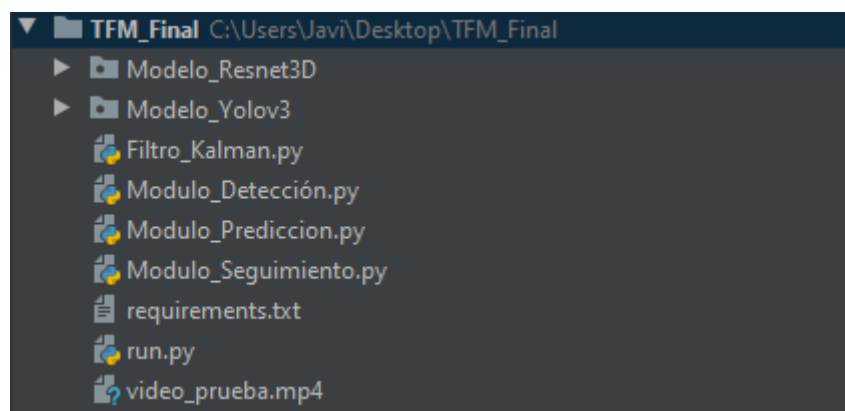 TFM_Final C:\Users\Javi\Desktop\TFM_Final
Modelo_Resnet3D
Modelo_Yolov3
Filtro_Kalman.py
Modulo_Detección.py
Modulo_Prediccion.py
Modulo_Seguimiento.py
requirements.txt
run.py
video_prueba.mp4